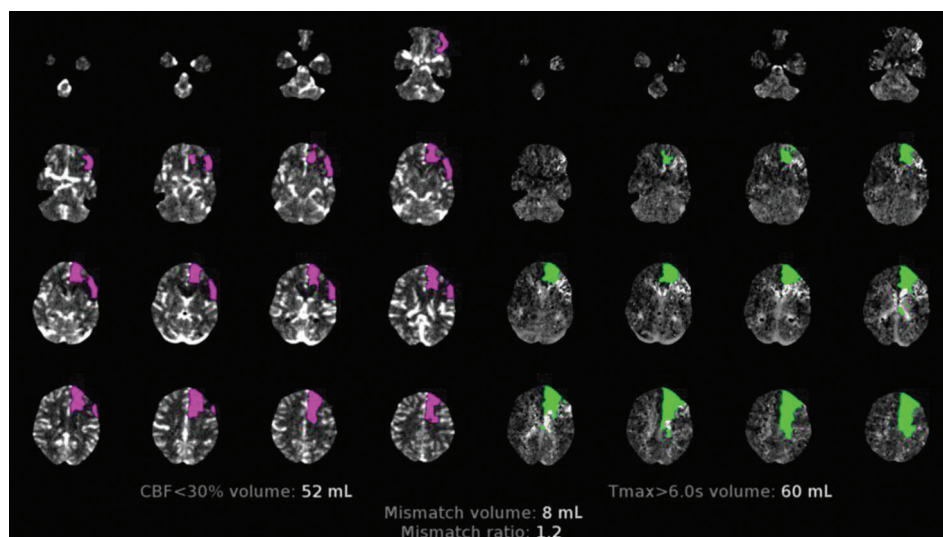 CBF<30% volume: 52 mL
Tmax>6.0s volume: 60 mL
Mismatch volume: 8 mL
Mismatch ratio: 1.2